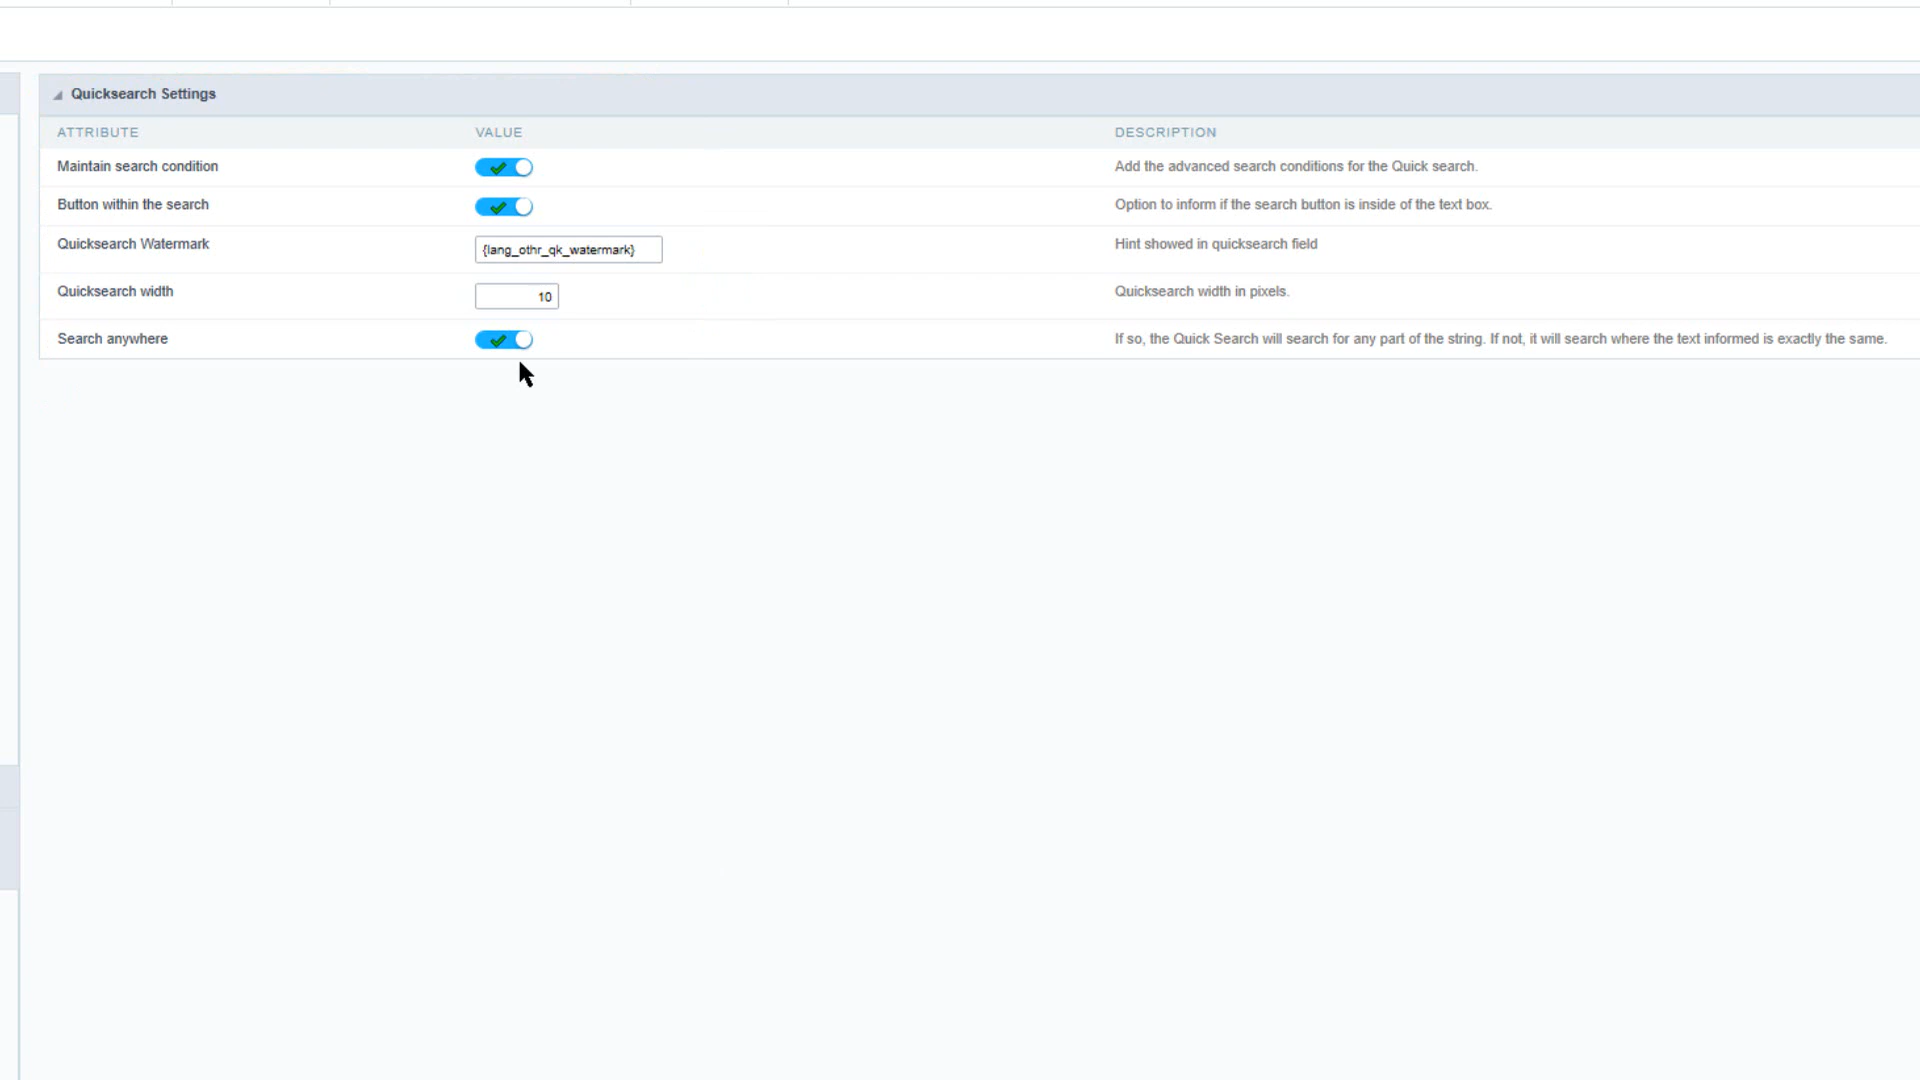 Quicksearch Settings
ATTRIBUTE VALUE DESCRIPTION
Maintain search condition Add the advanced search conditions for the Quick search.
Button within the search Option to inform if the search button is inside of the text box.
Quicksearch Watermark {lang_othr_qk_watermark} Hint showed in quicksearch field
Quicksearch width 10 Quicksearch width in pixels.
Search anywhere If so, the Quick Search will search for any part of the string. If not, it will search where the text informed is exactly the same.